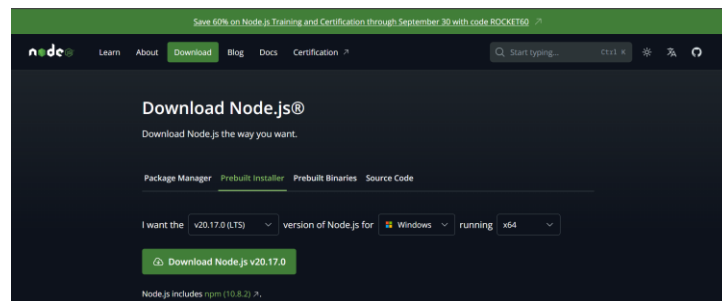 Save 60% on Node.js Training and Certification through September 30 with code ROCKET60 ↗
node Learn About Download Blog Docs Certification ↗ Start typing... Ctrl K
Download Node.js®
Download Node.js the way you want.
Package Manager Prebuilt Installer Prebuilt Binaries Source Code
I want the v20.17.0 (LTS) version of Node.js for Windows running x64
Download Node.js v20.17.0
Node.js includes npm (10.8.2) ↗.